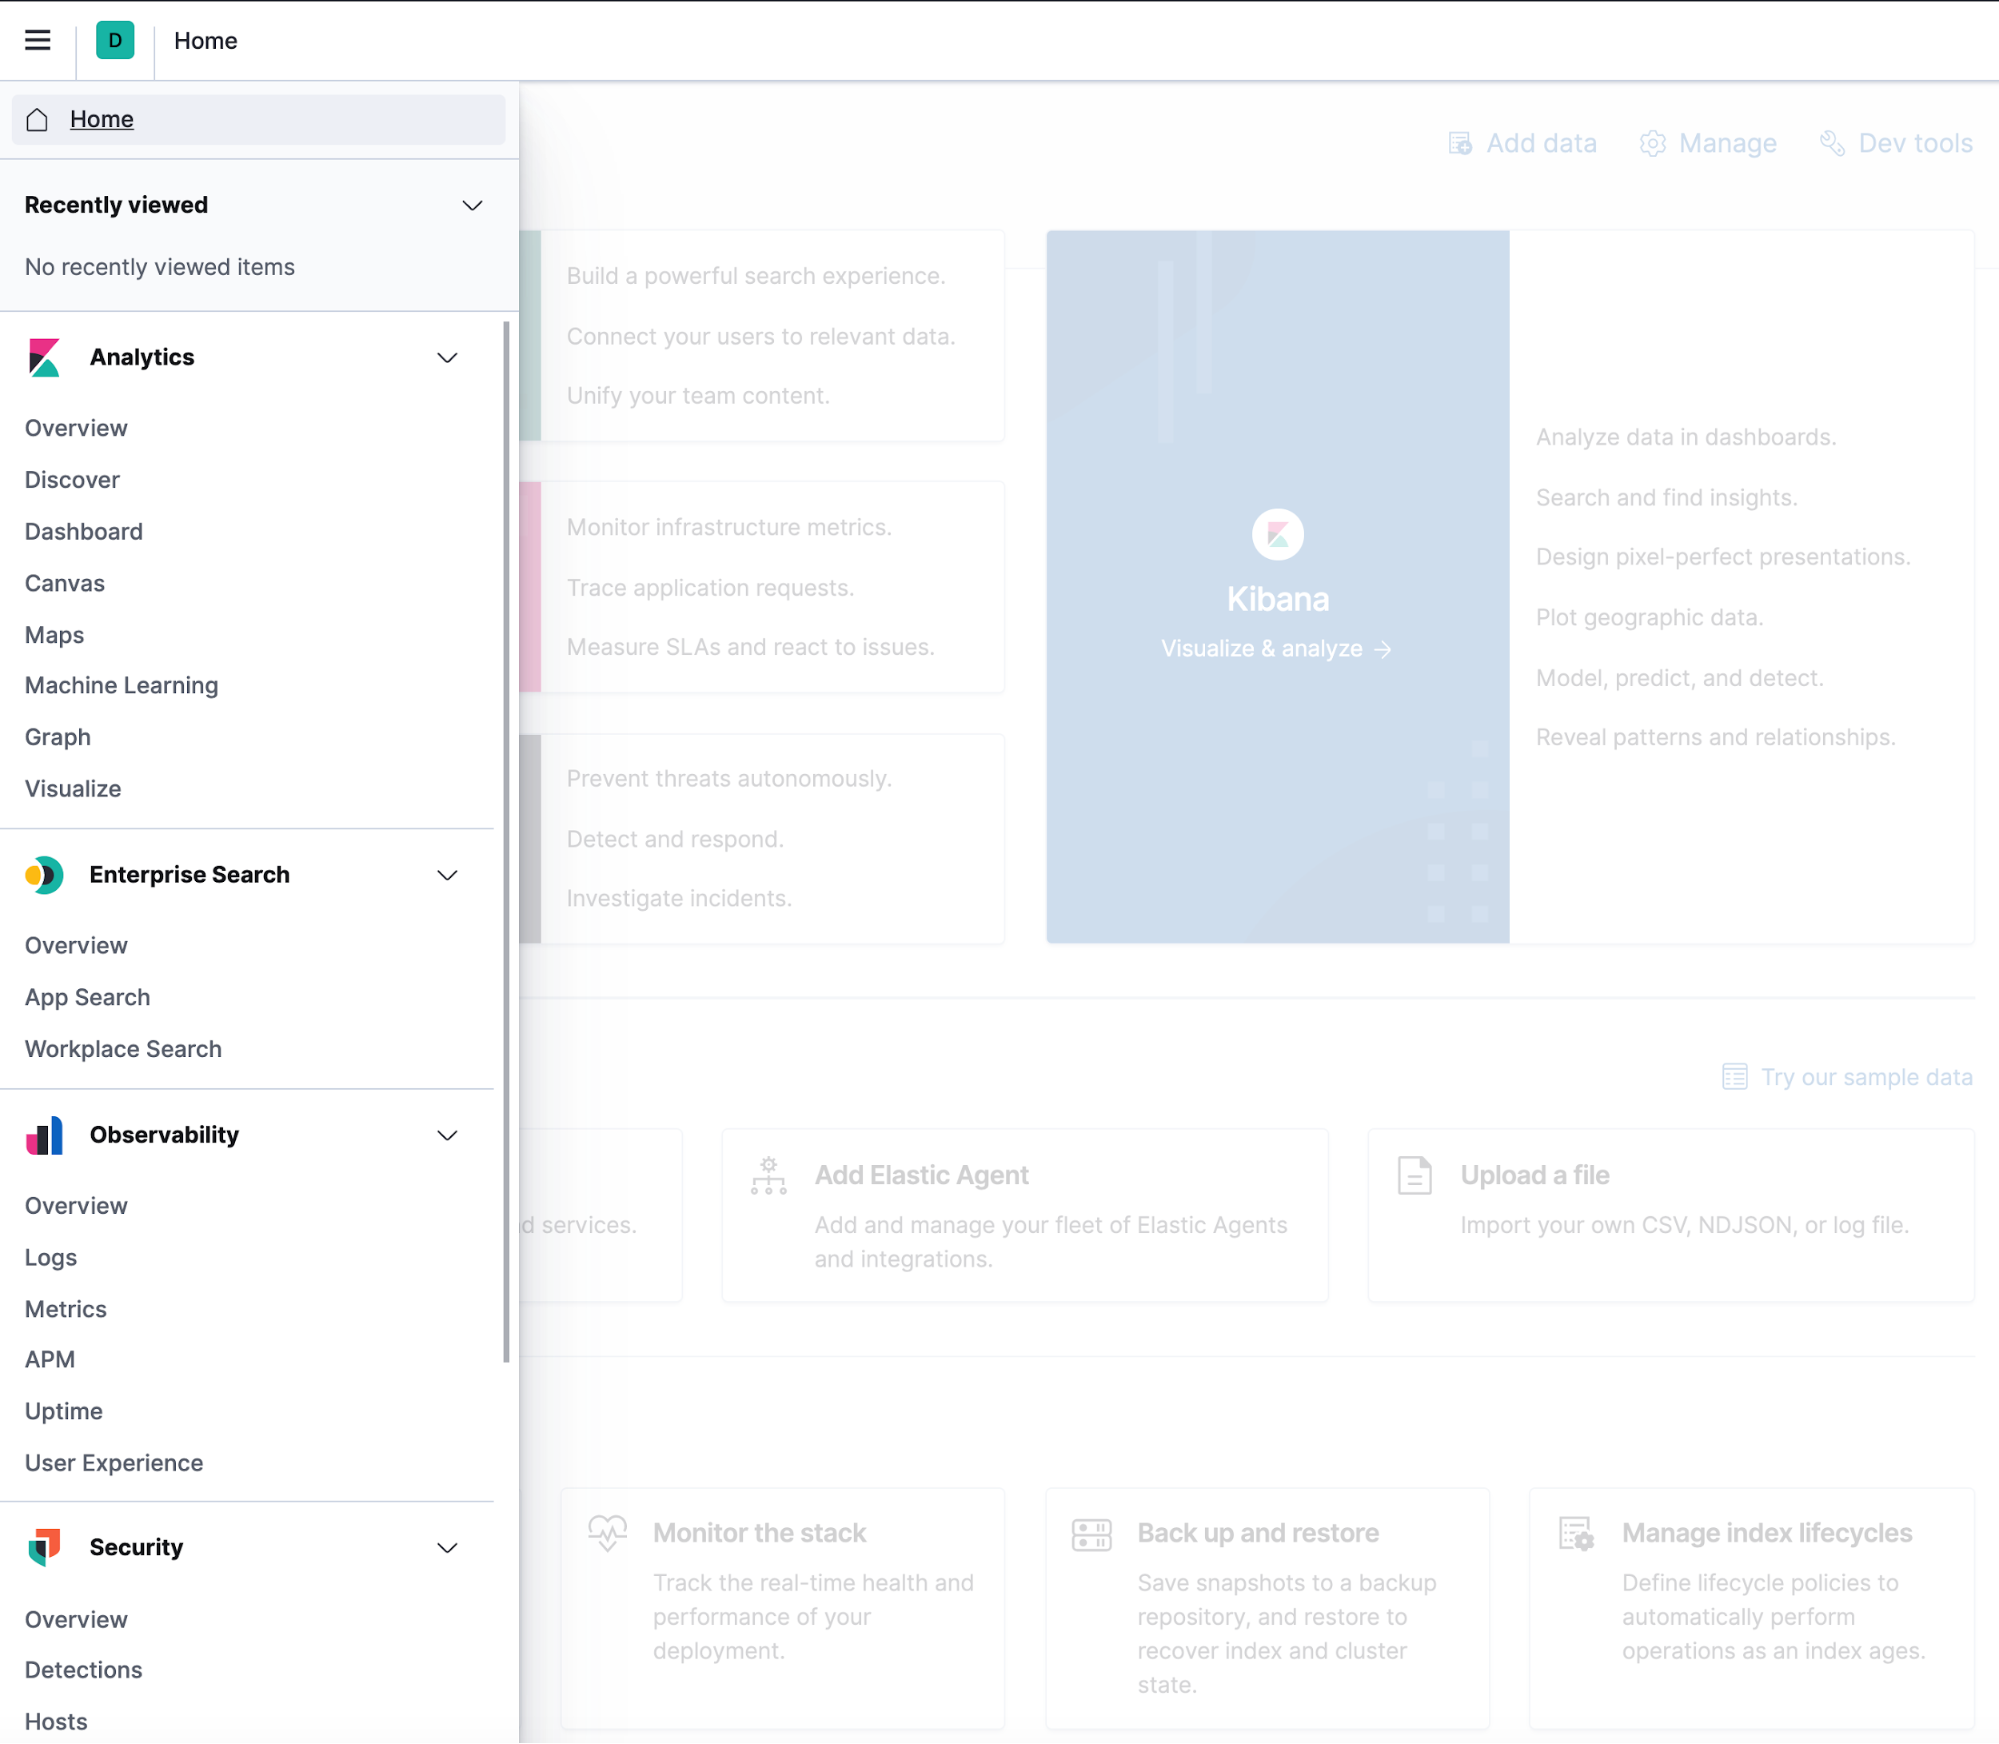 D
Home
Home
Recently viewed
No recently viewed items
Analytics
Overview
Discover
Dashboard
Canvas
Maps
Machine Learning
Graph
Visualize
Enterprise Search
Overview
App Search
Workplace Search
Observability
Overview
Logs
Metrics
APM
Uptime
User Experience
Security
Overview
Detections
Hosts
Add data
Manage
Dev tools
Build a powerful search experience.
Connect your users to relevant data.
Unify your team content.
Monitor infrastructure metrics.
Trace application requests.
Measure SLAs and react to issues.
Prevent threats autonomously.
Detect and respond.
Investigate incidents.
Kibana
Visualize & analyze →
Analyze data in dashboards.
Search and find insights.
Design pixel-perfect presentations.
Plot geographic data.
Model, predict, and detect.
Reveal patterns and relationships.
Try our sample data
services.
Add Elastic Agent
Add and manage your fleet of Elastic Agents
and integrations.
Upload a file
Import your own CSV, NDJSON, or log file.
Monitor the stack
Track the real-time health and
performance of your
deployment.
Back up and restore
Save snapshots to a backup
repository, and restore to
recover index and cluster
state.
Manage index lifecycles
Define lifecycle policies to
automatically perform
operations as an index ages.